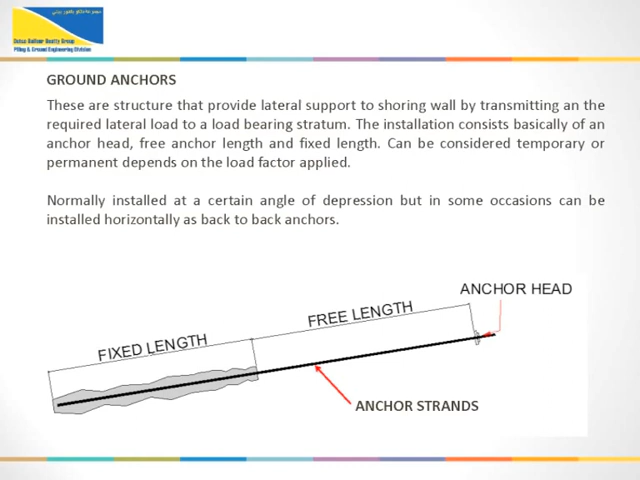 Dutco Balfour Beatty Group
Piling & Ground Engineering Division
GROUND ANCHORS
These are structure that provide lateral support to shoring wall by transmitting an the
required lateral load to a load bearing stratum. The installation consists basically of an
anchor head, free anchor length and fixed length. Can be considered temporary or
permanent depends on the load factor applied.
Normally installed at a certain angle of depression but in some occasions can be
installed horizontally as back to back anchors.
ANCHOR HEAD
FREE LENGTH
FIXED LENGTH
ANCHOR STRANDS